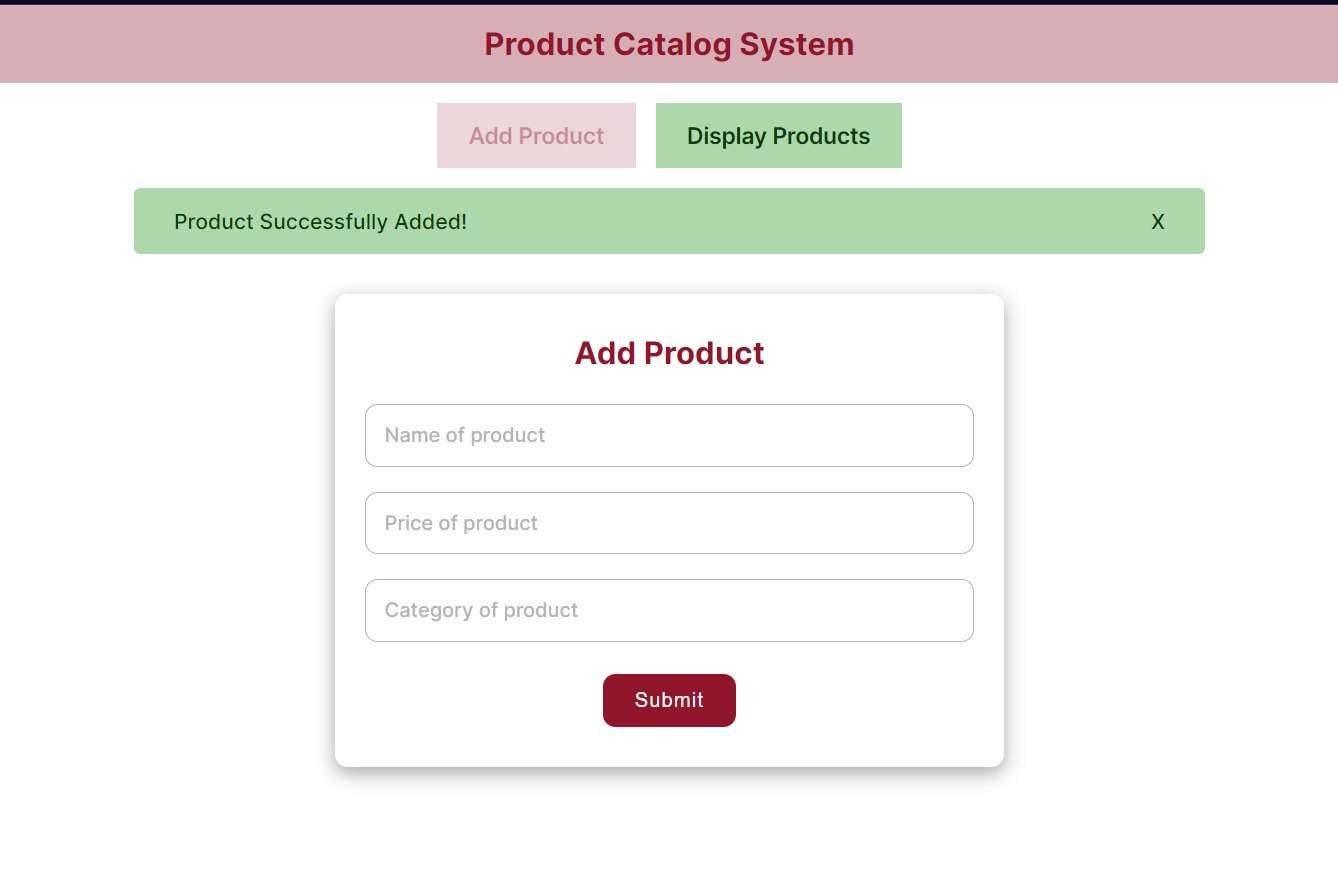 Product Catalog System
Add Product
Display Products
Product Successfully Added!
X
Add Product
Name of product
Price of product
Category of product
Submit